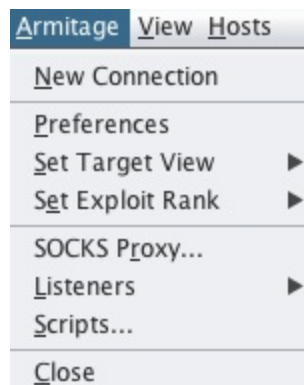 Armitage View Hosts
New Connection
Preferences
Set Target View
Set Exploit Rank
SOCKS Proxy...
Listeners
Scripts...
Close